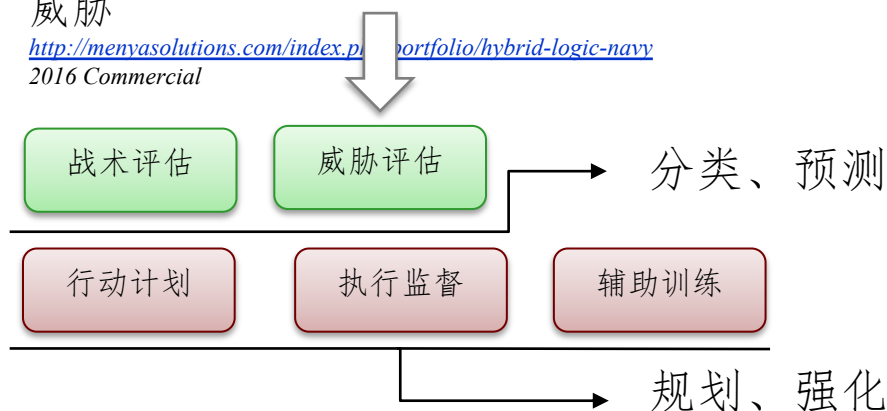 威胁
http://menyasolutions.com/index.ph portfolio/hybrid-logic-navy
2016 Commercial
战术评估
威胁评估
分类、预测
行动计划
执行监督
辅助训练
规划、强化